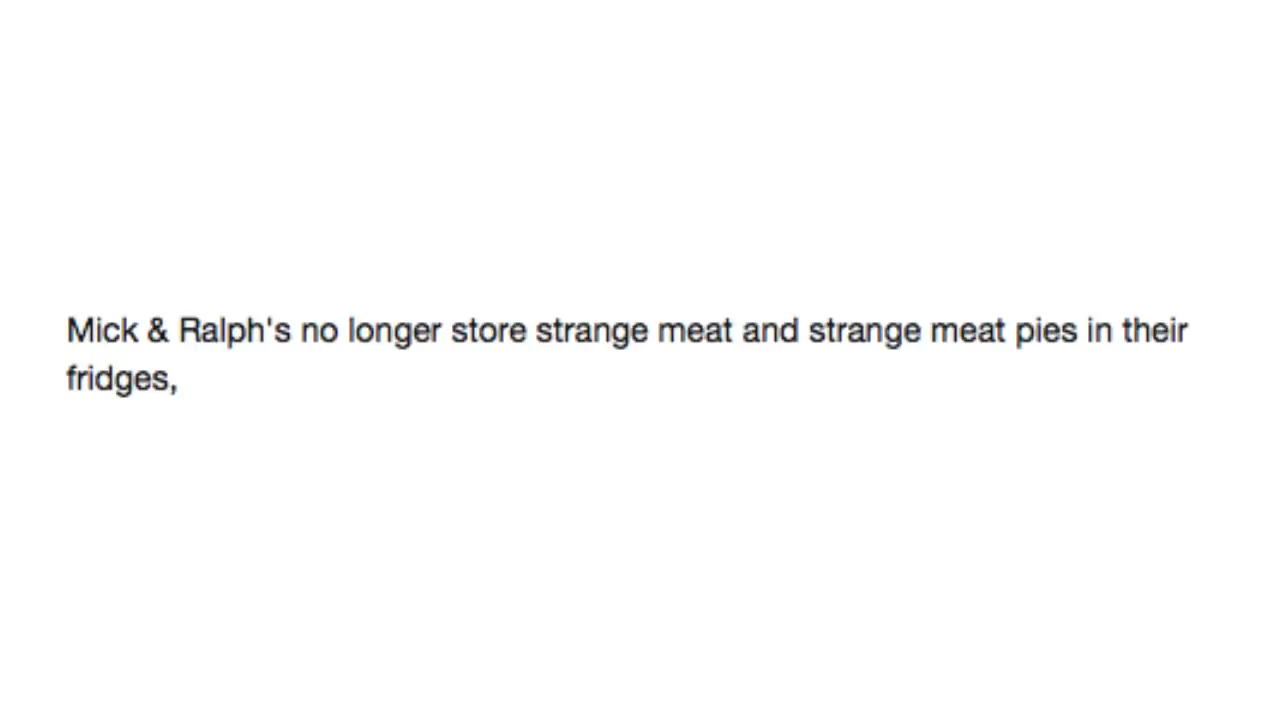 Mick & Ralph's no longer store strange meat and strange meat pies in their
fridges,